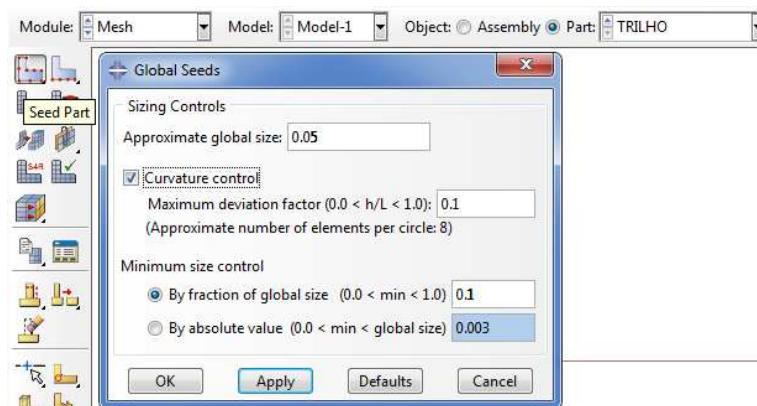 Module: Mesh Model: Model-1 Object: Assembly Part: TRILHO
Global Seeds
Seed Part
Sizing Controls
Approximate global size: 0.05
Curvature control
Maximum deviation factor (0.0 < h/L < 1.0): 0.1
(Approximate number of elements per circle: 8)
Minimum size control
By fraction of global size (0.0 < min < 1.0) 0.1
By absolute value (0.0 < min < global size) 0.003
OK Apply Defaults Cancel